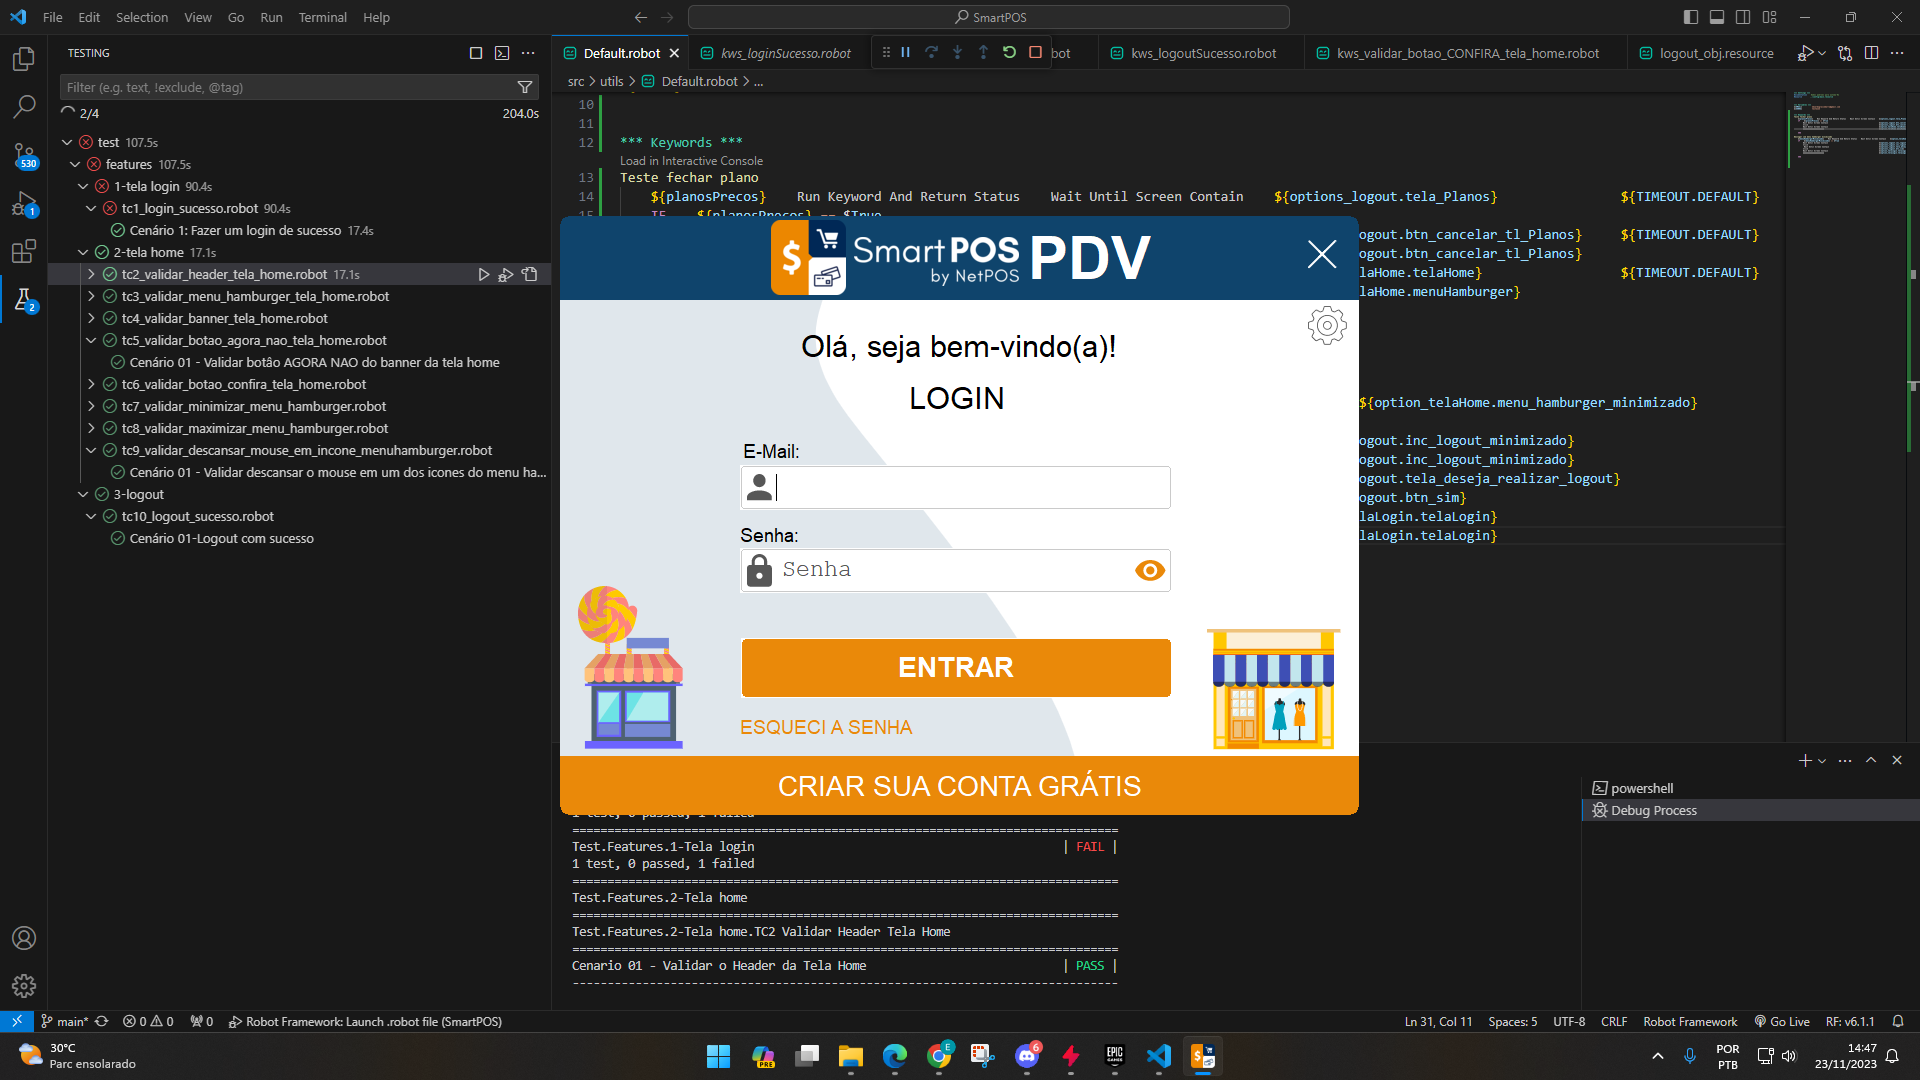 File Edit Selection View Go Run Terminal Help
SmartPOS
TESTING
Default.robot
kws_loginSucesso.robot
bot
kws_logoutSucesso.robot
kws_validar_botao_CONFIRA_tela_home.robot
logout_obj.resource
Filter (e.g. text, !exclude, @tag)
src > utils > Default.robot > ...
2/4
204.0s
test 107.5s
features 107.5s
1-tela login 90.4s
tc1_login_sucesso.robot 90.4s
Cenário 1: Fazer um login de sucesso 17.4s
2-tela home 17.1s
tc2_validar_header_tela_home.robot 17.1s
tc3_validar_menu_hamburger_tela_home.robot
tc4_validar_banner_tela_home.robot
tc5_validar_botao_agora_nao_tela_home.robot
Cenário 01 - Validar botâo AGORA NAO do banner da tela home
tc6_validar_botao_confira_tela_home.robot
tc7_validar_minimizar_menu_hamburger.robot
tc8_validar_maximizar_menu_hamburger.robot
tc9_validar_descansar_mouse_em_incone_menuhamburger.robot
Cenário 01 - Validar descansar o mouse em um dos icones do menu ha...
3-logout
tc10_logout_sucesso.robot
Cenário 01-Logout com sucesso
530
1
2
10
11
12 *** Keywords ***
Load in Interactive Console
13 Teste fechar plano
14 ${planosPrecos} Run Keyword And Return Status Wait Until Screen Contain ${options_logout.tela_Planos} ${TIMEOUT.DEFAULT}
15 IF ${planosPrecos} == $True
ogout.btn_cancelar_tl_Planos} ${TIMEOUT.DEFAULT}
ogout.btn_cancelar_tl_Planos}
laHome.telaHome} ${TIMEOUT.DEFAULT}
laHome.menuHamburger}
${option_telaHome.menu_hamburger_minimizado}
ogout.inc_logout_minimizado}
ogout.inc_logout_minimizado}
ogout.tela_deseja_realizar_logout}
ogout.btn_sim}
laLogin.telaLogin}
laLogin.telaLogin}
SmartPOS PDV
by NetPOS
Olá, seja bem-vindo(a)!
LOGIN
E-Mail:
Senha:
Senha
ENTRAR
ESQUECI A SENHA
CRIAR SUA CONTA GRÁTIS
1 test, 0 passed, 1 failed
==============================================================================
Test.Features.1-Tela login | FAIL |
1 test, 0 passed, 1 failed
==============================================================================
Test.Features.2-Tela home
==============================================================================
Test.Features.2-Tela home.TC2 Validar Header Tela Home
==============================================================================
Cenario 01 - Validar o Header da Tela Home | PASS |
------------------------------------------------------------------------------
powershell
Debug Process
main* 0 0 0 Robot Framework: Launch .robot file (SmartPOS)
Ln 31, Col 11 Spaces: 5 UTF-8 CRLF Robot Framework Go Live RF: v6.1.1
30°C
Parc ensolarado
PRE
E
6
EPIC GAMES
POR
PTB
14:47
23/11/2023